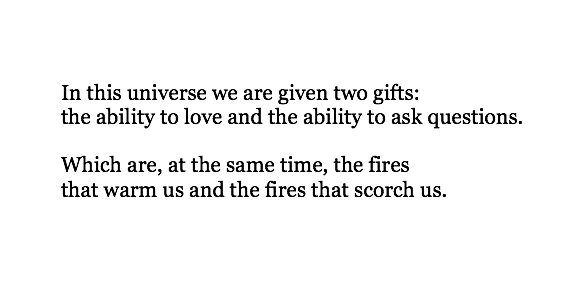 In this universe we are given two gifts:
the ability to love and the ability to ask questions.
Which are, at the same time, the fires
that warm us and the fires that scorch us.